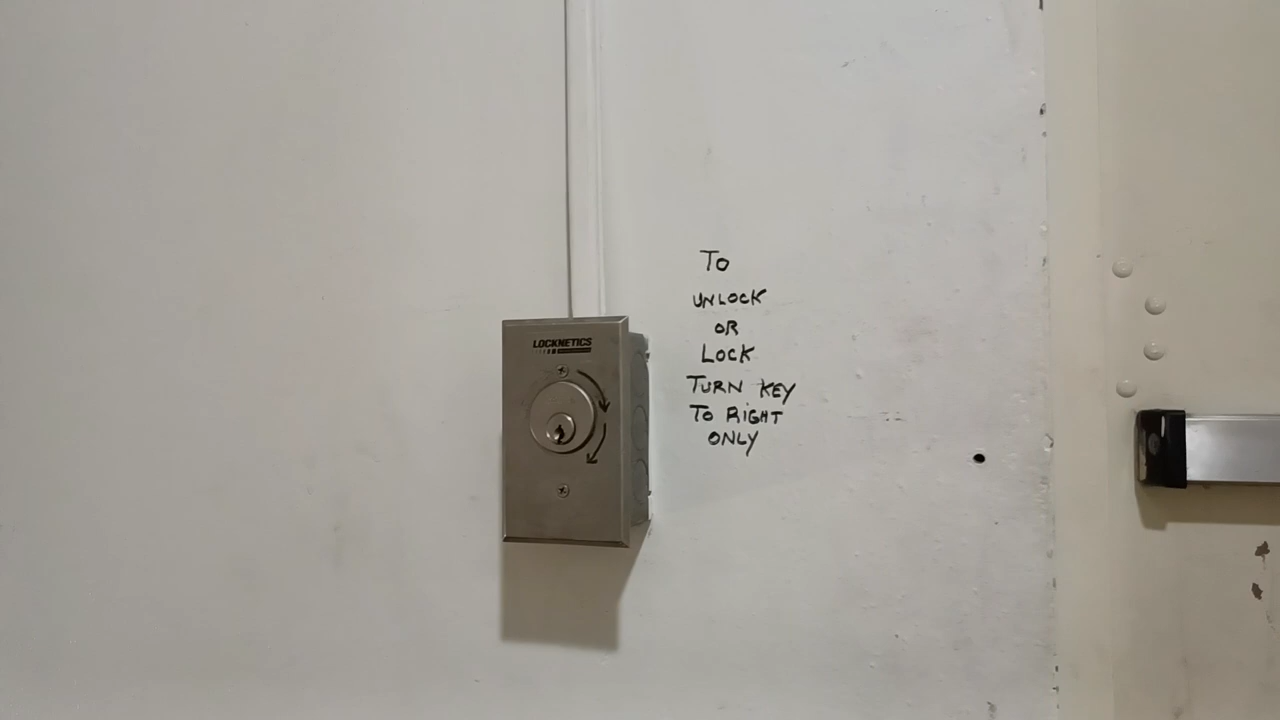 LOCKNETICS
TO
UNLOCK
OR
LOCK
TURN KEY
TO RIGHT
ONLY